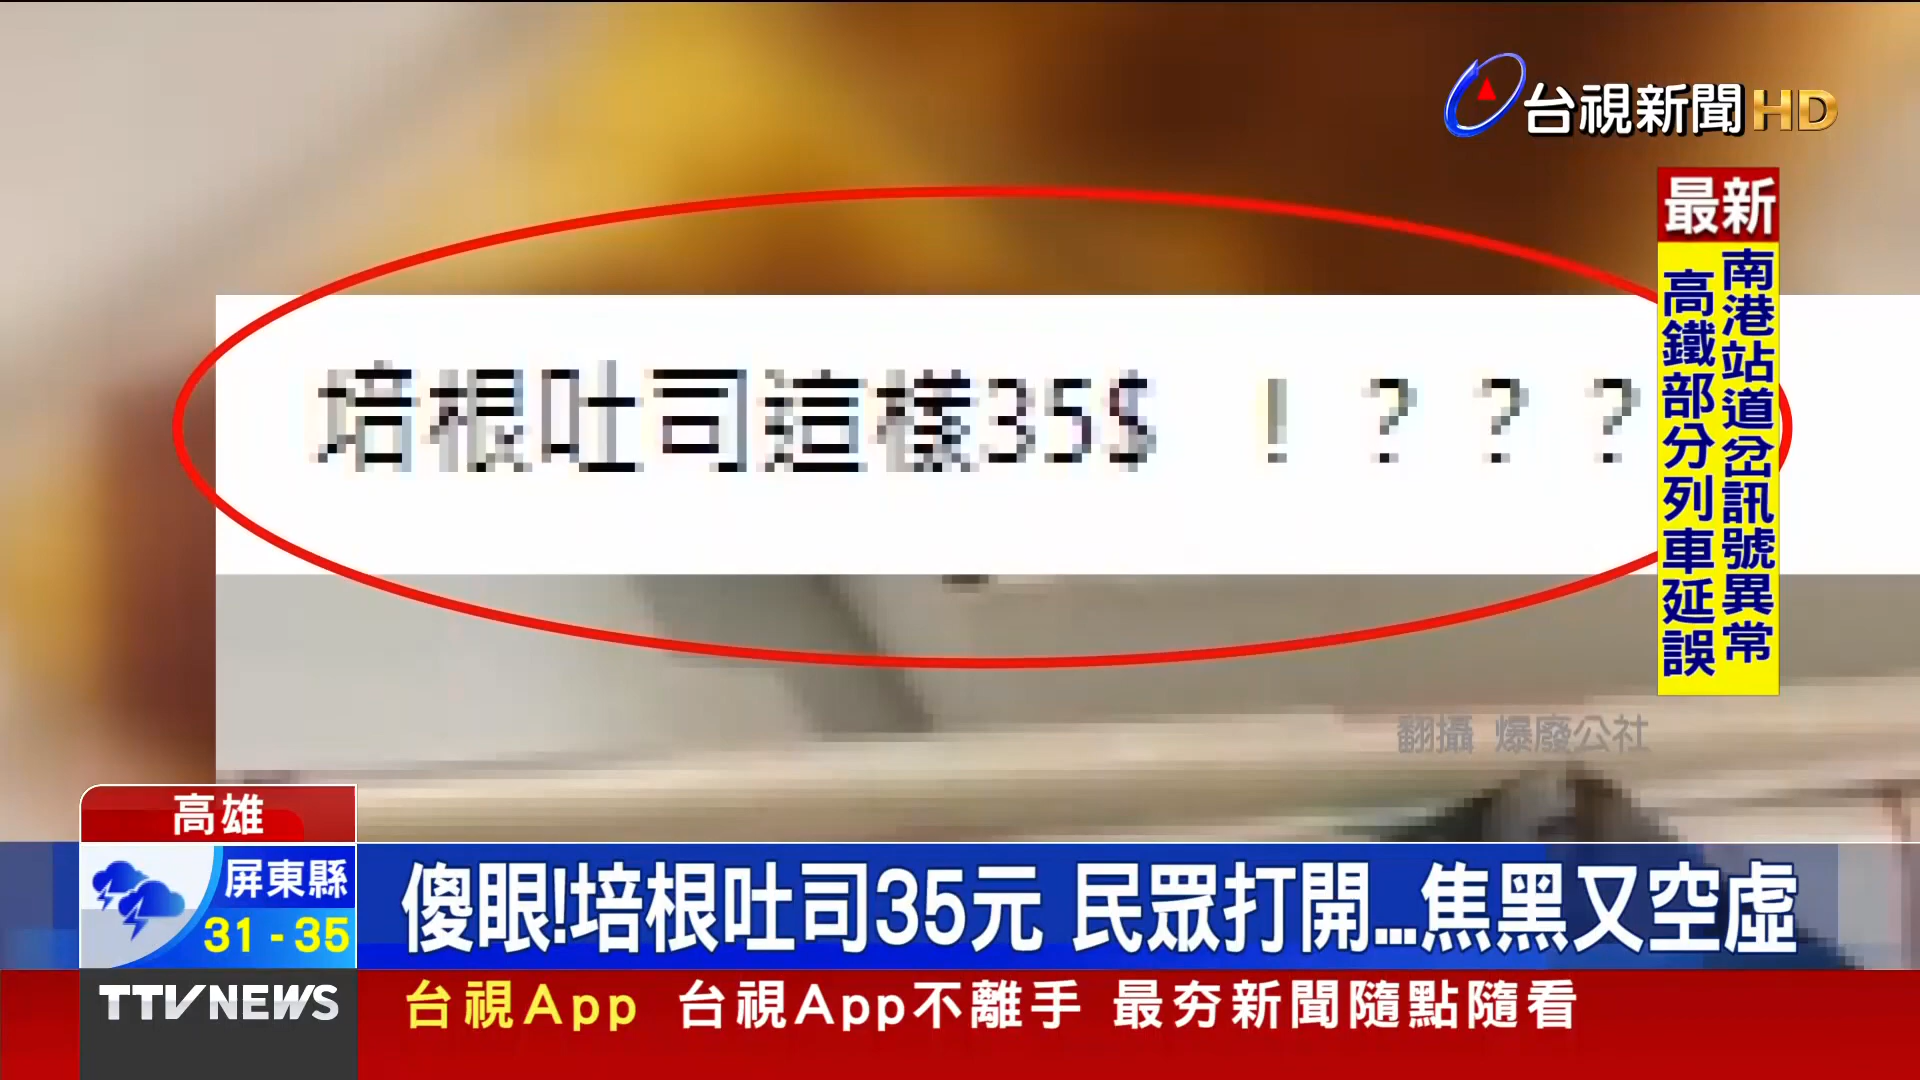 台視新聞HD
最新
南港站道岔訊號異常
高鐵部分列車延誤
培根吐司這樣35$ ！？？？
翻攝 爆廢公社
高雄
屏東縣
31 - 35
傻眼!培根吐司35元 民眾打開...焦黑又空虛
TTV NEWS
台視App 台視App不離手 最夯新聞隨點隨看